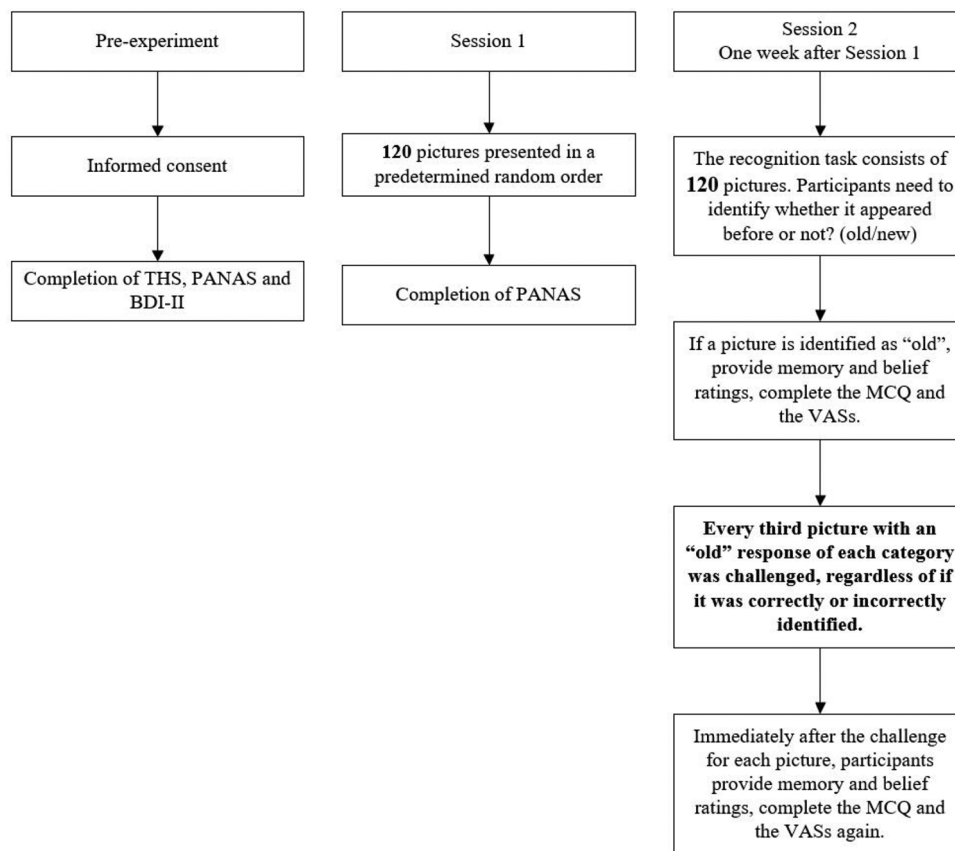 Pre-experiment
Informed consent
Completion of THS, PANAS and
BDI-II
Session 1
120 pictures presented in a
predetermined random order
Completion of PANAS
Session 2
One week after Session 1
The recognition task consists of
120 pictures. Participants need to
identify whether it appeared
before or not? (old/new)
If a picture is identified as “old”,
provide memory and belief
ratings, complete the MCQ and
the VASs.
Every third picture with an
“old” response of each category
was challenged, regardless of if
it was correctly or incorrectly
identified.
Immediately after the challenge
for each picture, participants
provide memory and belief
ratings, complete the MCQ and
the VASs again.